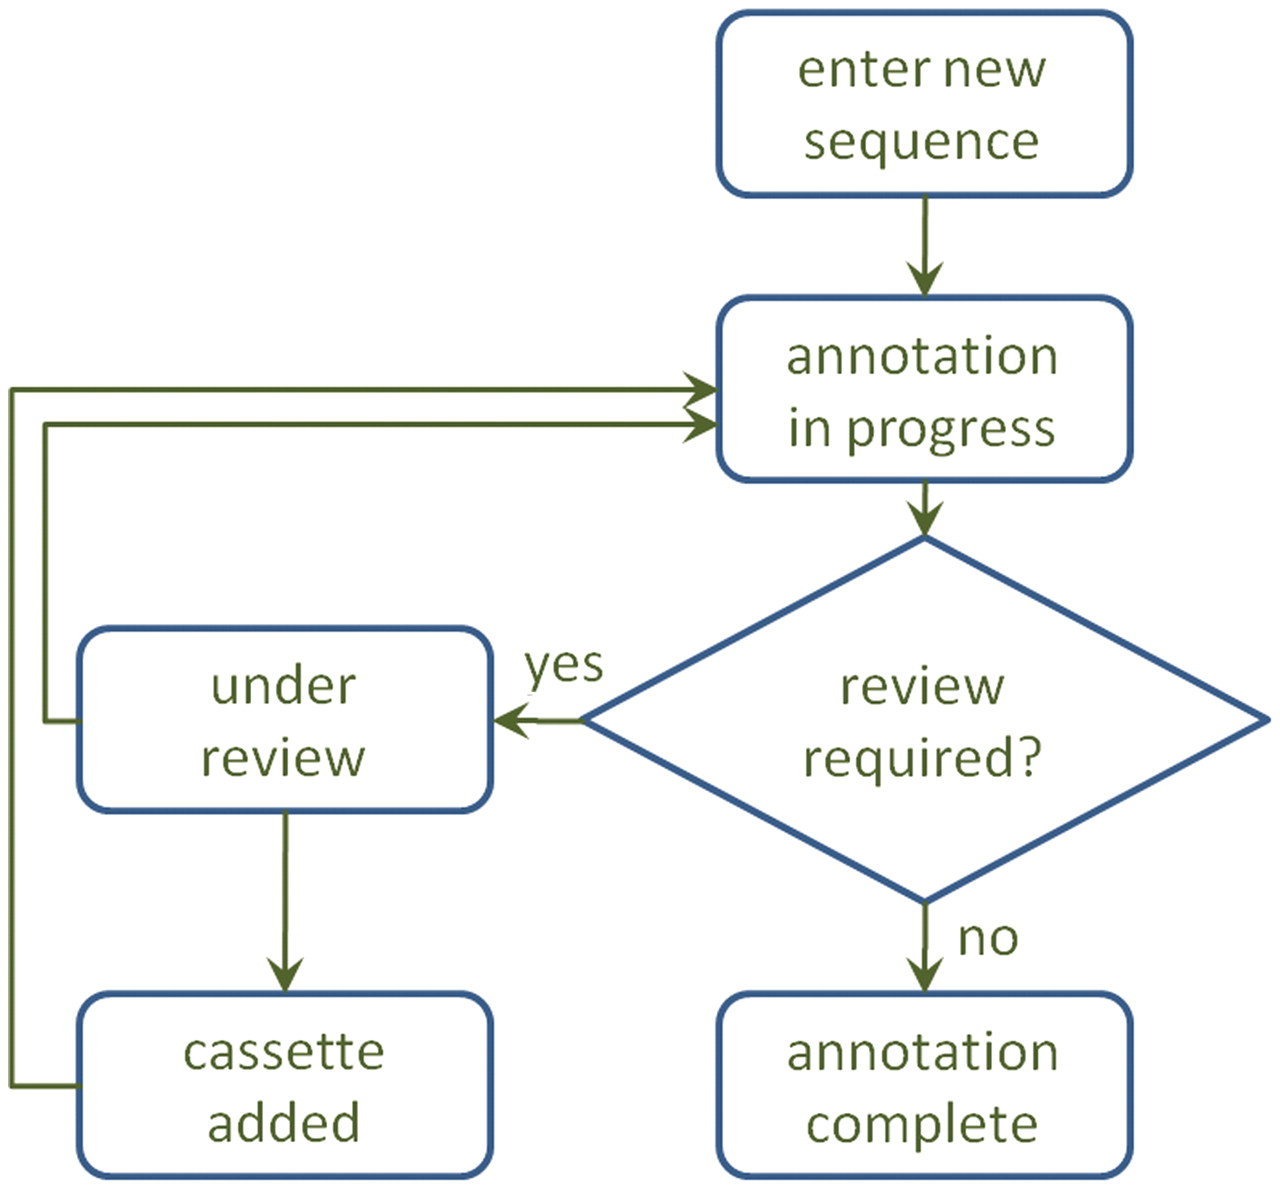 enter new
sequence
annotation
in progress
review
required?
yes
under
review
no
cassette
added
annotation
complete